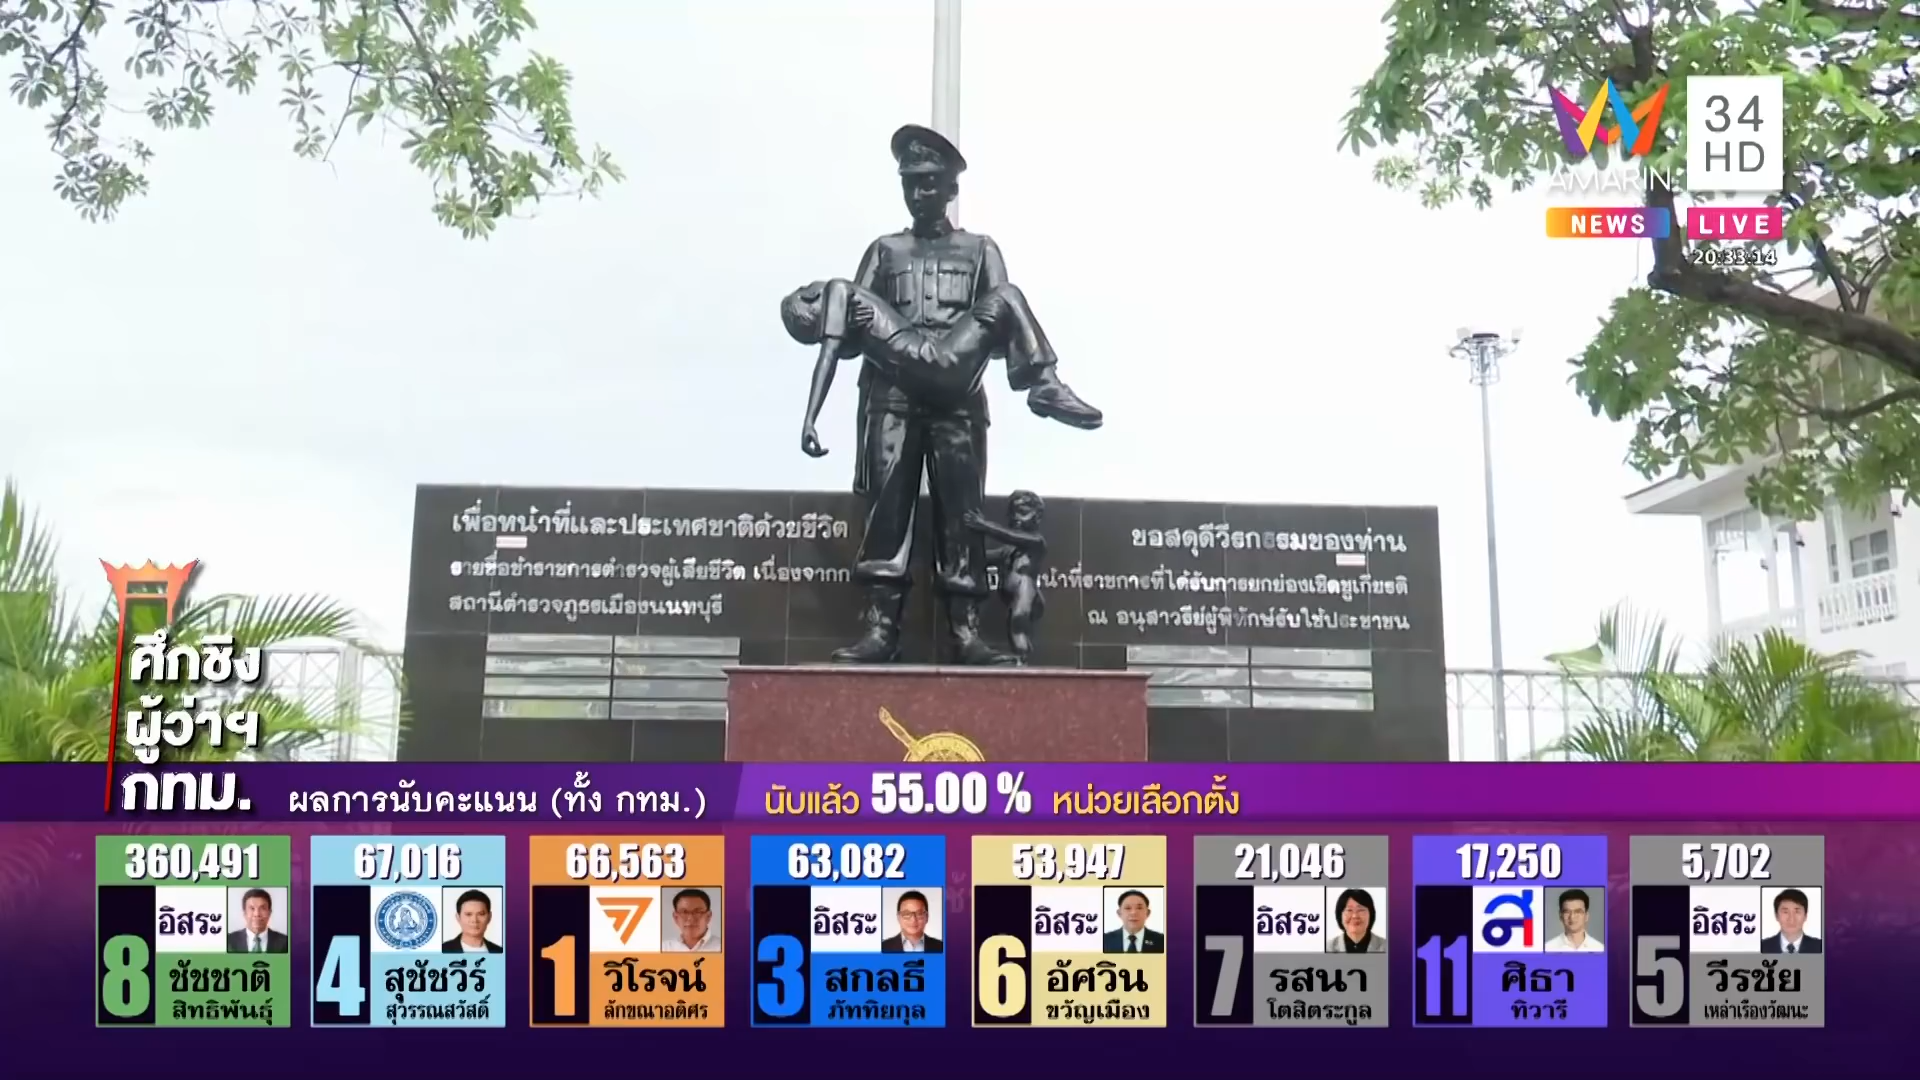 AMARIN
34
HD
NEWS
LIVE
20:33:14
เพื่อหน้าที่และประเทศชาติด้วยชีวิต
ขอสดุดีวีรกรรมของท่าน
รายชื่อข้าราชการตำรวจผู้เสียชีวิต เนื่องจากก
น้าที่ราชการที่ได้รับการยกย่องเชิดชูเกียรติ
สถานีตำรวจภูธรเมืองนนทบุรี
ณ อนุสาวรีย์ผู้พิทักษ์รับใช้ประชาชน
ศึกชิง
ผู้ว่าฯ
กทม.
ผลการนับคะแนน (ทั้ง กทม.)
นับแล้ว 55.00 % หน่วยเลือกตั้ง
360,491
อิสระ
8
ชัชชาติ
สิทธิพันธุ์
67,016
4
สุชัชวีร์
สุวรรณสวัสดิ์
66,563
1
วิโรจน์
ลักขณาอดิศร
63,082
อิสระ
3
สกลธี
ภัททิยกุล
53,947
อิสระ
6
อัศวิน
ขวัญเมือง
21,046
อิสระ
7
รสนา
โตสิตระกูล
17,250
11
ศิธา
ทิวารี
5,702
อิสระ
5
วีรชัย
เหล่าเรืองวัฒนะ